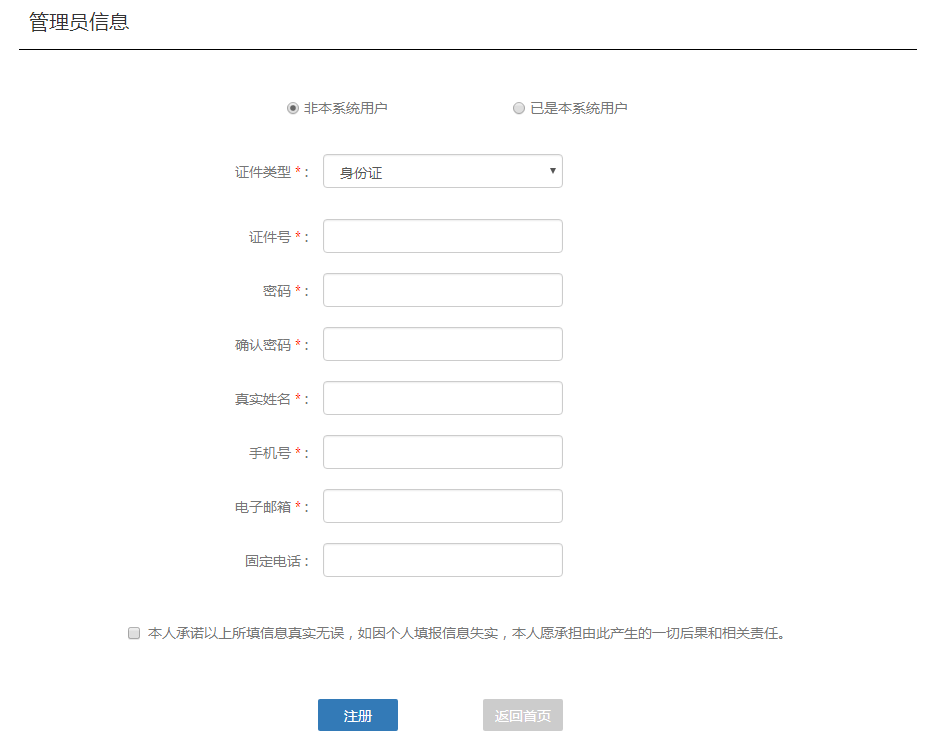 管理员信息
非本系统用户 已是本系统用户
证件类型 * : 身份证
证件号 * :
密码 * :
确认密码 * :
真实姓名 * :
手机号 * :
电子邮箱 * :
固定电话 :
本人承诺以上所填信息真实无误，如因个人填报信息失实，本人愿承担由此产生的一切后果和相关责任。
注册 返回首页